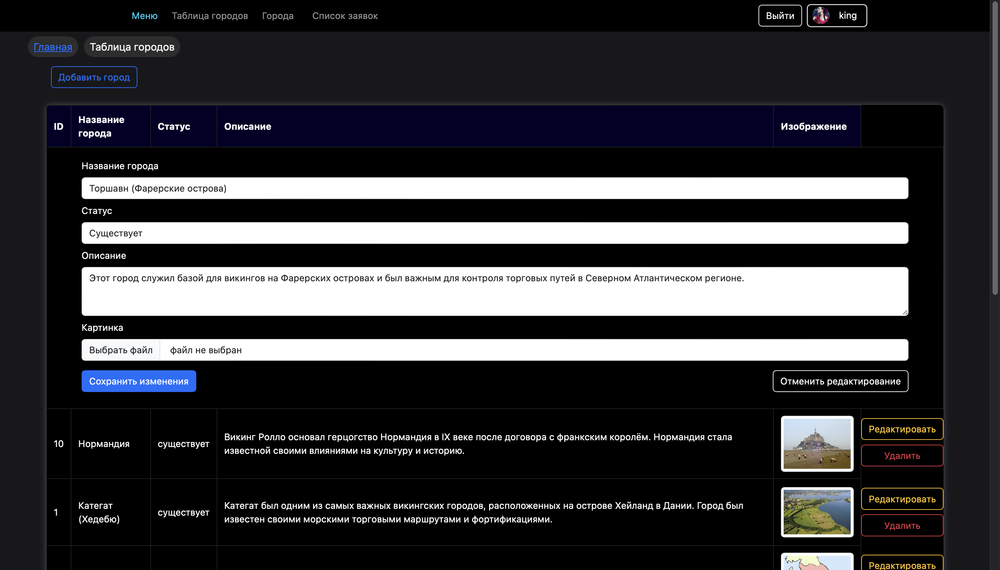 Меню Таблица городов Города Список заявок Выйти king
Главная Таблица городов
Добавить город
ID Название города Статус Описание Изображение
Название города
Торшавн (Фарерские острова)
Статус
Существует
Описание
Этот город служил базой для викингов на Фарерских островах и был важным для контроля торговых путей в Северном Атлантическом регионе.
Картинка
Выбрать файл файл не выбран
Сохранить изменения Отменить редактирование
10 Нормандия существует
Викинг Ролло основал герцогство Нормандия в IX веке после договора с франкским королём. Нормандия стала
известной своими влияниями на культуру и историю.
Редактировать
Удалить
1 Категат
(Хедебю)
существует
Категат был одним из самых важных викингских городов, расположенных на острове Хейланд в Дании. Город был
известен своими морскими торговыми маршрутами и фортификациями.
Редактировать
Удалить
Редактировать